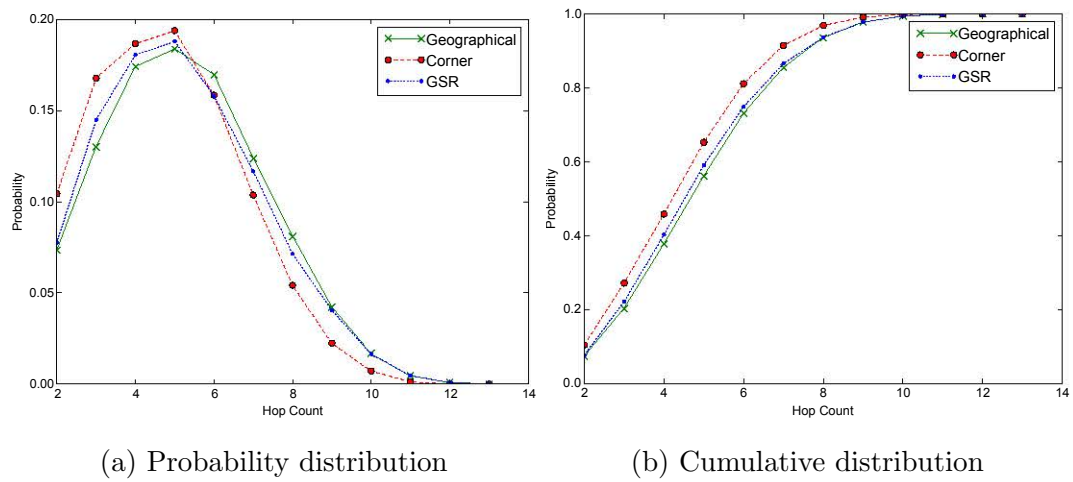 0.20
0.15
0.10
0.05
0.00
Probability
2 4 6 8 10 12 14
Hop Count
Geographical
Corner
GSR
1.0
0.8
0.6
0.4
0.2
0.0
Probability
2 4 6 8 10 12 14
Hop Count
Geographical
Corner
GSR
(a) Probability distribution
(b) Cumulative distribution